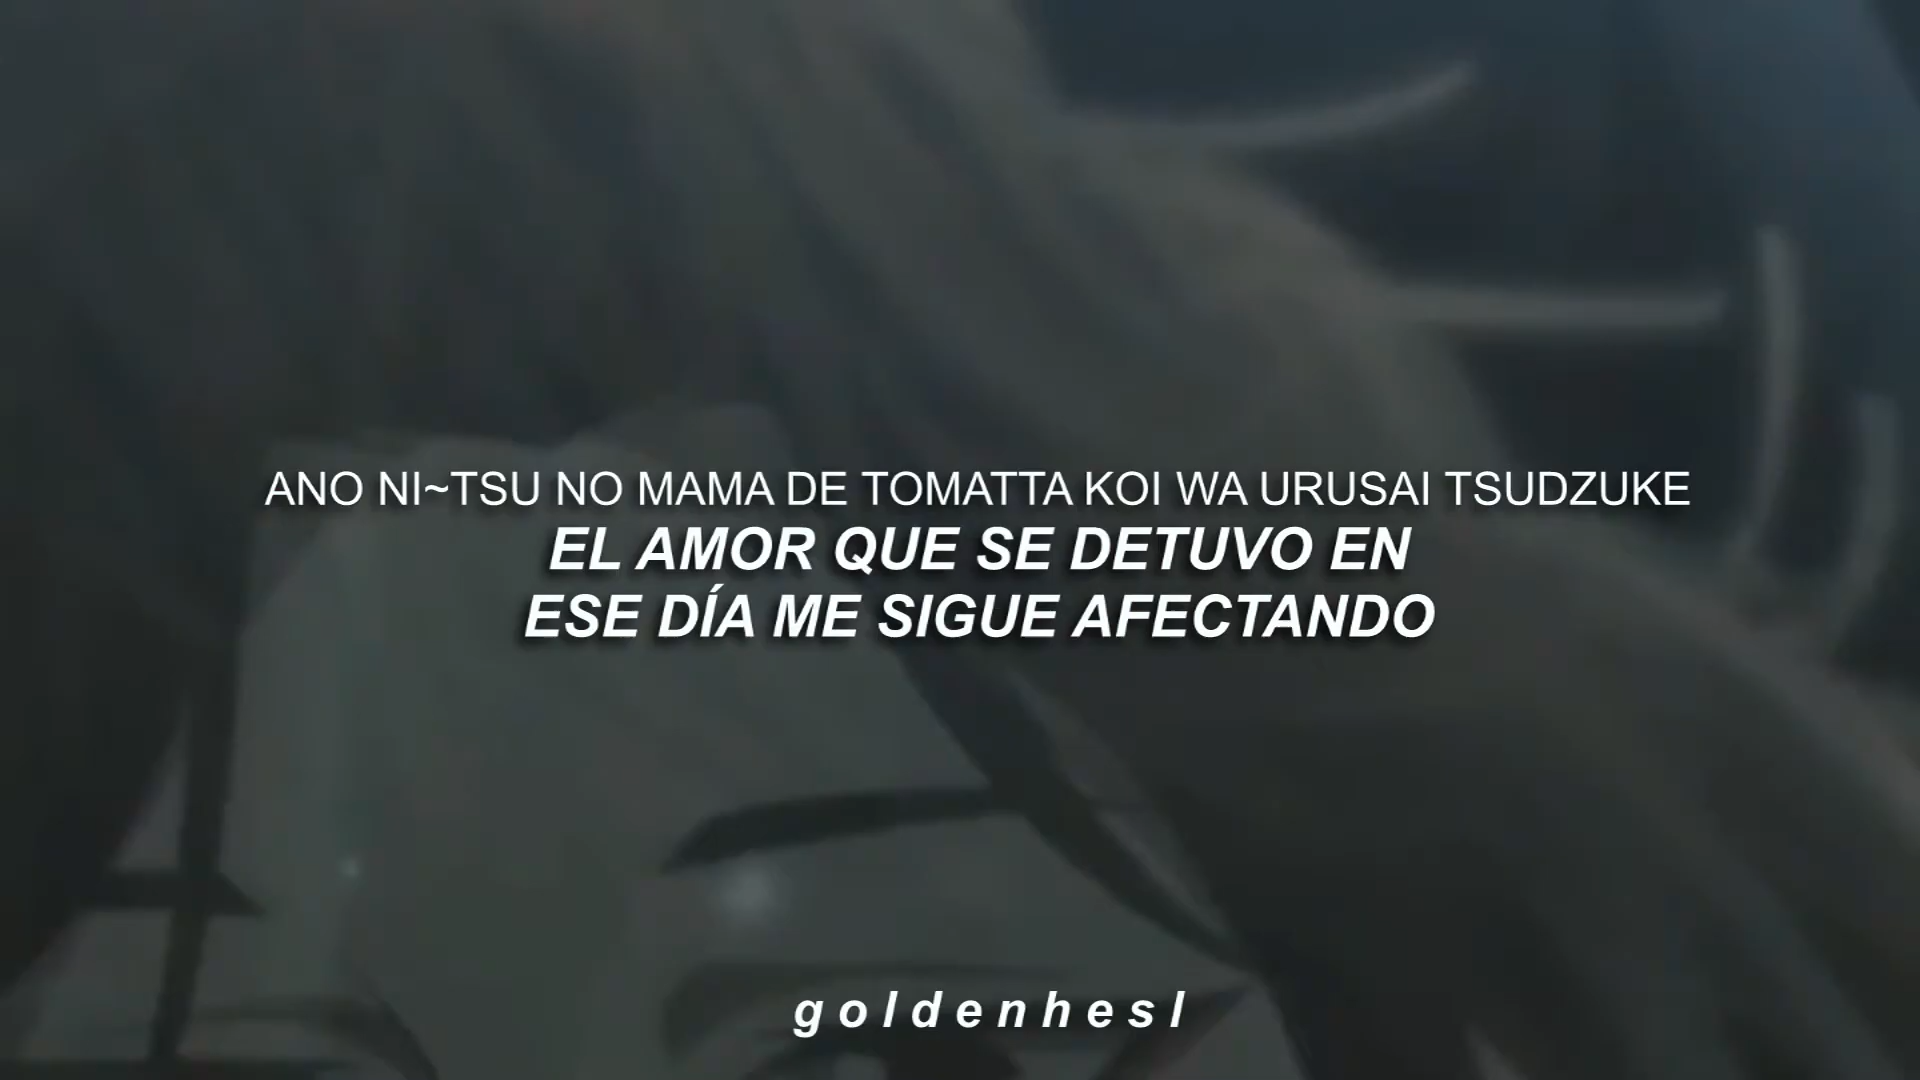 ANO NI~TSU NO MAMA DE TOMATTA KOI WA URUSAI TSUDZUKE
EL AMOR QUE SE DETUVO EN
ESE DÍA ME SIGUE AFECTANDO
goldenhesl